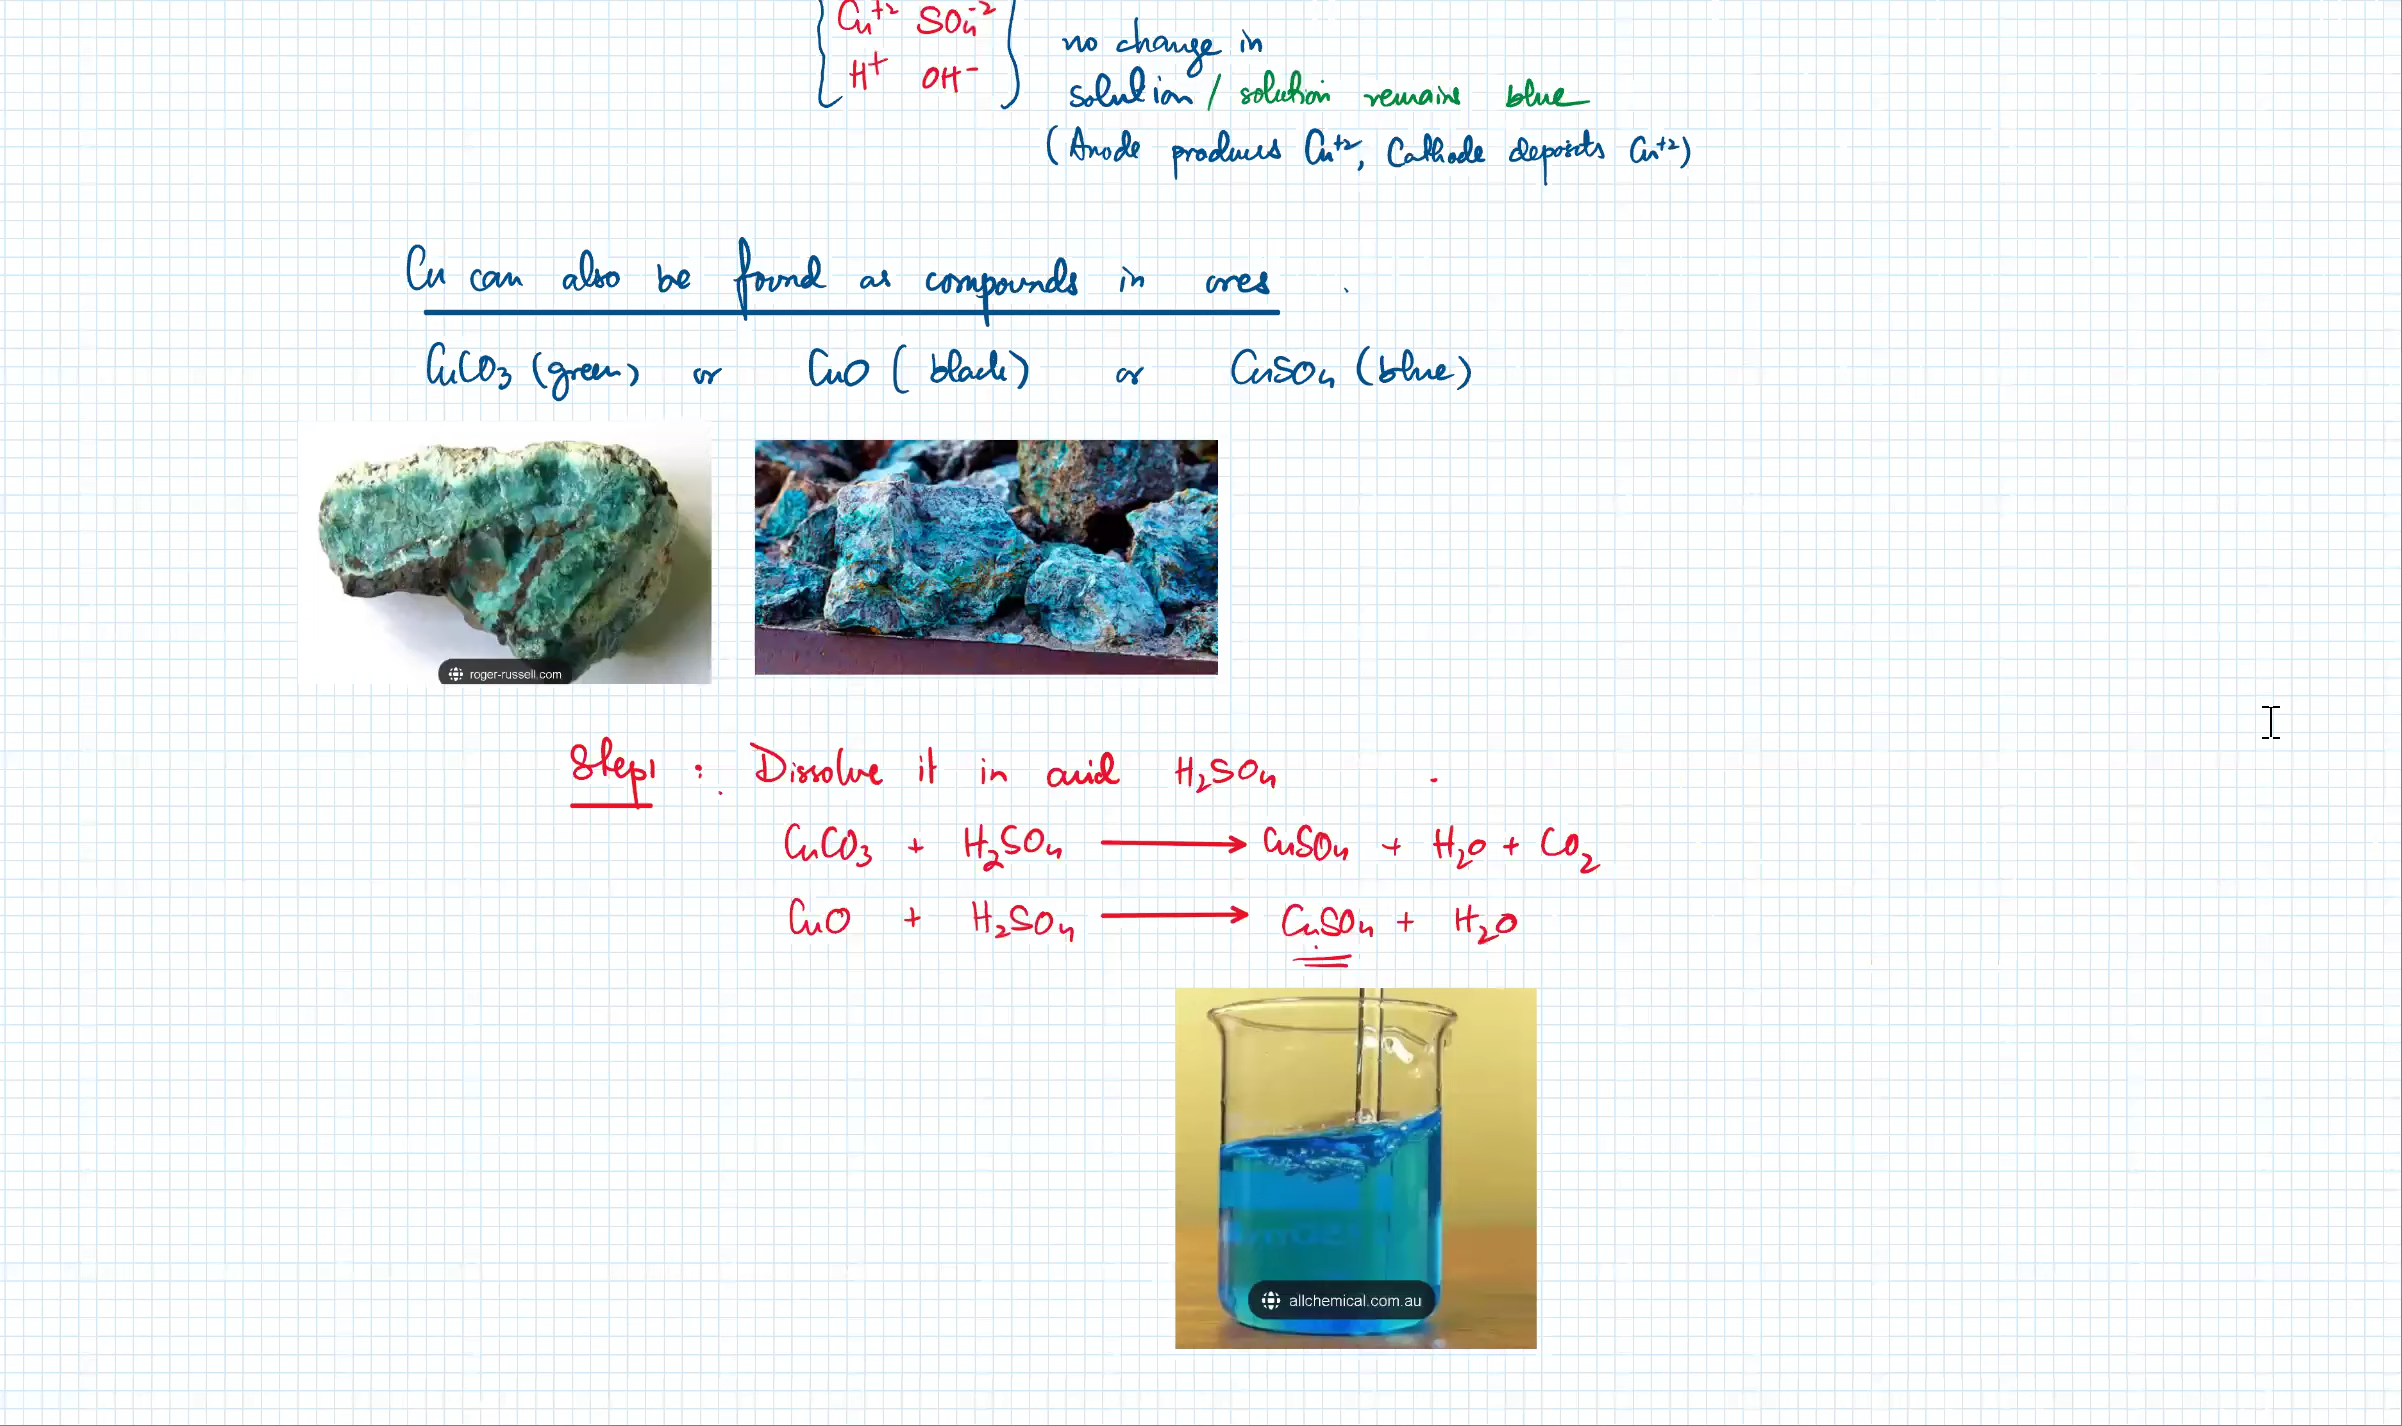 Cu⁺² SO₄⁻²
H⁺ OH⁻
no change in
solution / solution remains blue
(Anode produces Cu⁺², Cathode deposits Cu⁺²)
Cu can also be found as compounds in ores .
CuCO₃ (green) or CuO (black) or CuSO₄ (blue)
roger-russell.com
Step 1 : Dissolve it in acid H₂SO₄
CuCO₃ + H₂SO₄ ⟶ CuSO₄ + H₂O + CO₂
CuO + H₂SO₄ ⟶ CuSO₄ + H₂O
allchemical.com.au